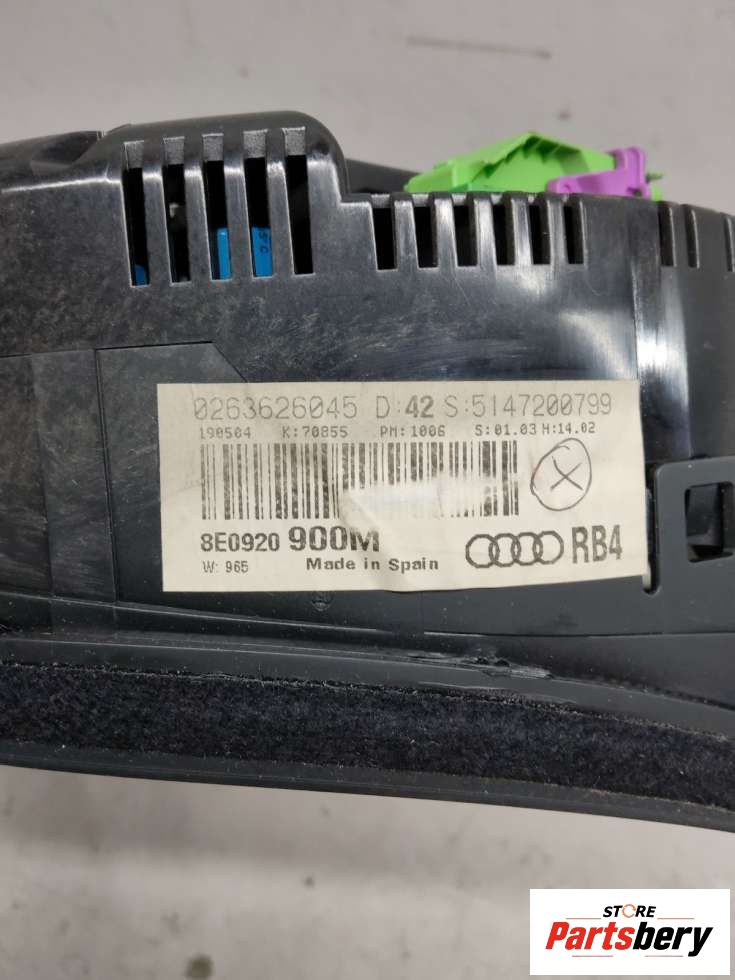 0263626045 D:42 S:5147200799
190504 K:70855 PM:1006 S:01.03 H:14.02
8E0920 900M RB4
W: 965 Made in Spain
STORE
Partsbery